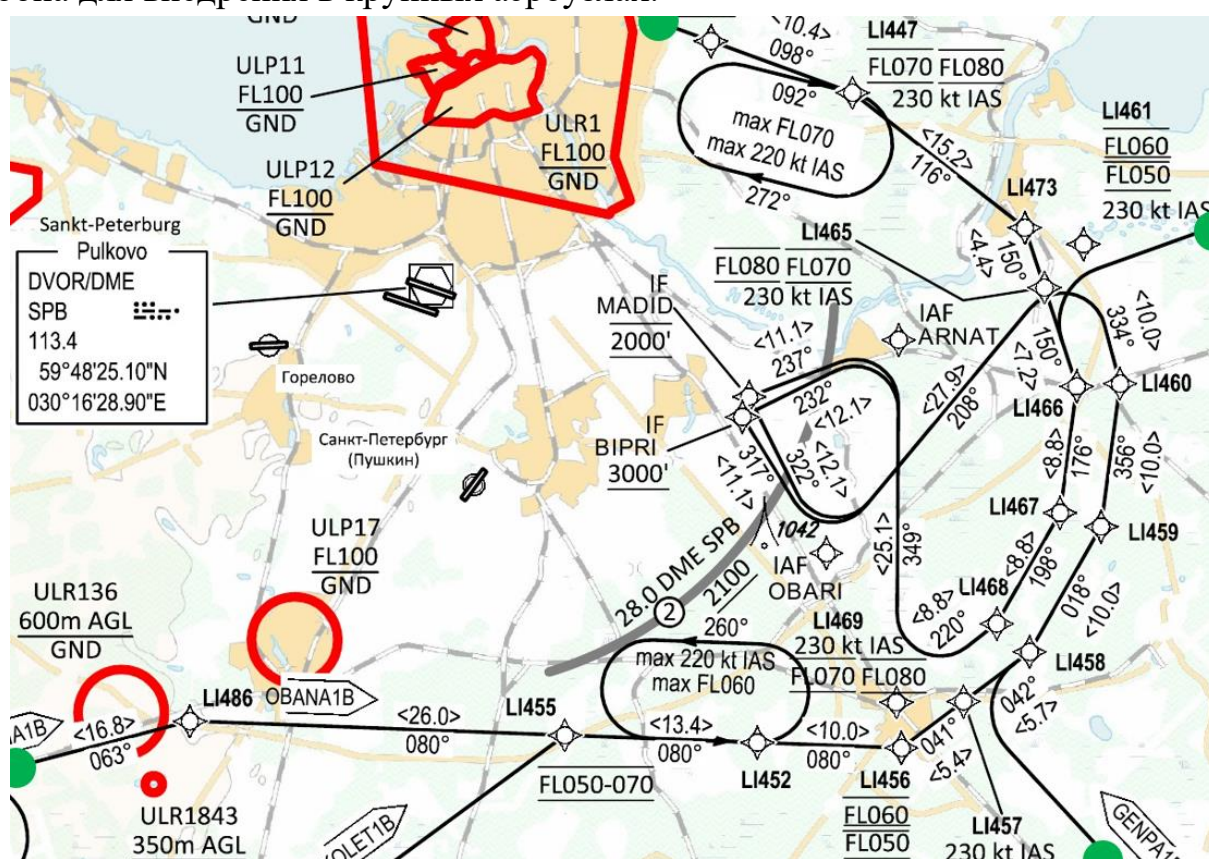 GND
ULP11
FL100
GND
ULP12
FL100
GND
ULR1
FL100
GND
<10.4>
098°
LI447
FL070 FL080
230 kt IAS
092°
max FL070
max 220 kt IAS
272°
<15.2>
116°
LI461
FL060
FL050
230 kt IAS
LI473
<4.4>
150°
LI465
FL080 FL070
230 kt IAS
Sankt-Peterburg
Pulkovo
DVOR/DME
SPB
113.4
59°48'25.10"N
030°16'28.90"E
Горелово
Санкт-Петербург
(Пушкин)
IF
MADID
2000'
IF
BIPRI
3000'
<11.1>
237°
232°
<12.1>
IAF
ARNAT
<27.9>
208°
150°
<7.2>
334°
<10.0>
LI466
LI460
317°
<11.1>
322°
<12.1>
<8.8>
176°
356°
<10.0>
LI467
LI459
<25.1>
349°
1042
IAF
OBARI
28.0 DME SPB
2100
2
<8.8>
198°
018°
<10.0>
LI468
<8.8>
220°
LI458
042°
<5.7>
ULP17
FL100
GND
ULR136
600m AGL
GND
260°
max 220 kt IAS
max FL060
LI469
230 kt IAS
FL070 FL080
LI486
OBANA1B
A1B
<16.8>
063°
<26.0>
080°
LI455
<13.4>
080°
LI452
<10.0>
080°
LI456
041°
<5.4>
FL050-070
FL060
FL050
LI457
230 kt IAS
ULR1843
350m AGL
OLET1B
GENPA1